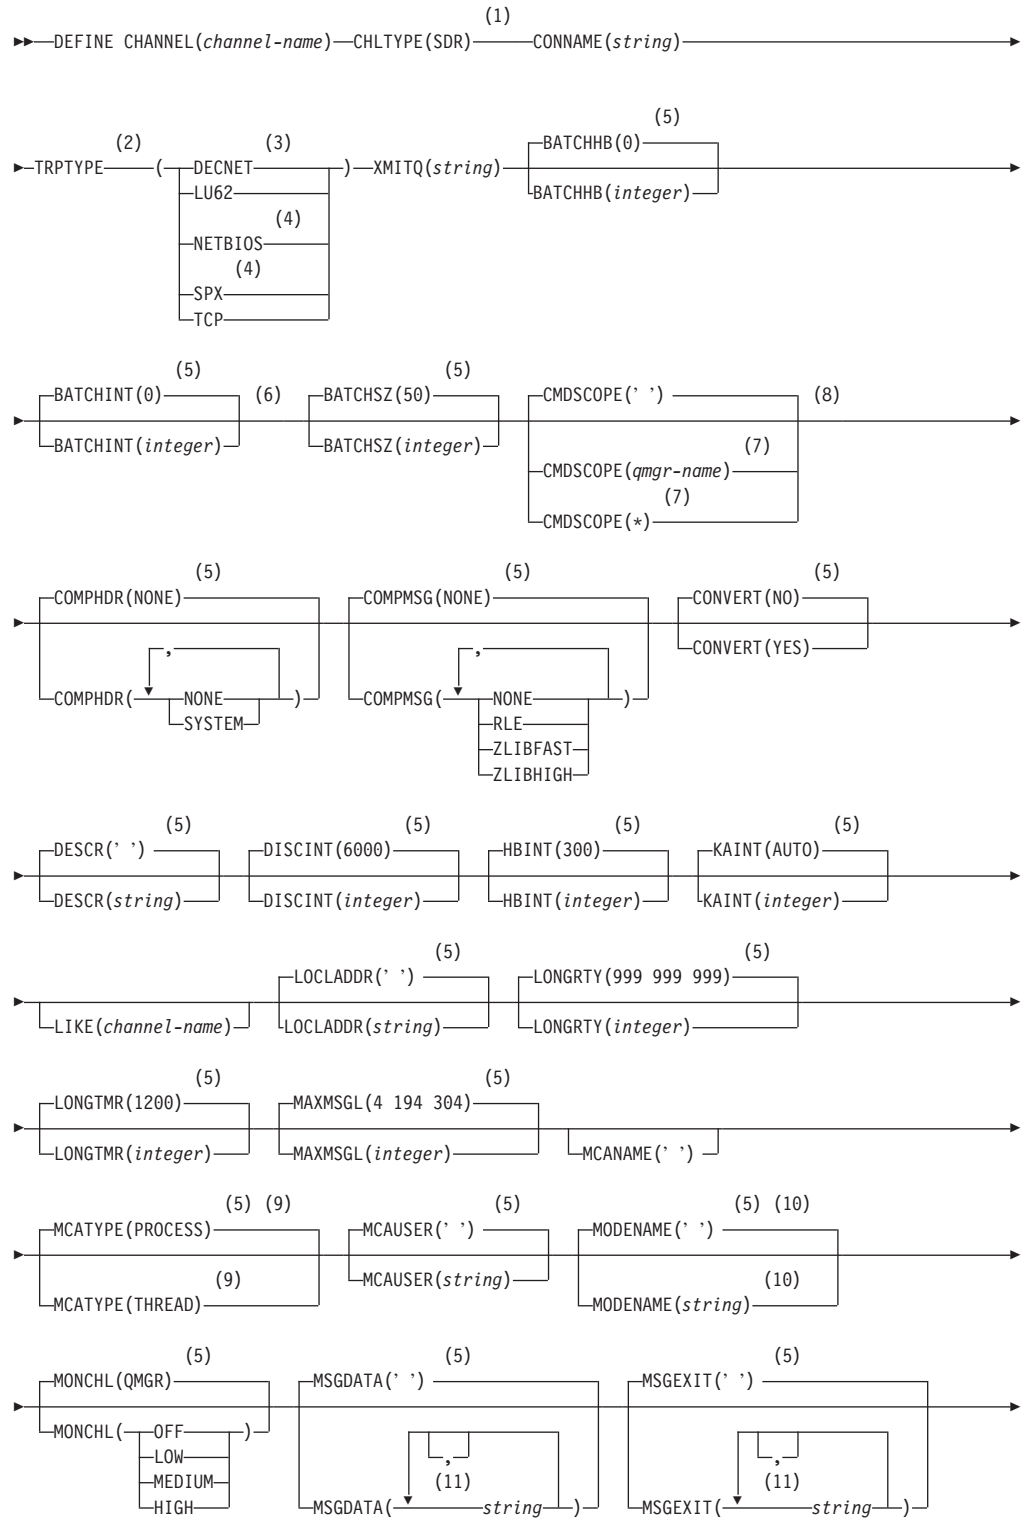 (1)
DEFINE CHANNEL(channel-name) CHLTYPE(SDR) CONNAME(string)
(2) (3) (5)
TRPTYPE ( DECNET ) XMITQ(string) BATCHHB(0)
LU62 BATCHHB(integer)
(4)
NETBIOS
(4)
SPX
TCP
(5) (5)
BATCHINT(0) (6) BATCHSZ(50) CMDSCOPE(' ') (8)
BATCHINT(integer) BATCHSZ(integer)
(7)
CMDSCOPE(qmgr-name)
(7)
CMDSCOPE(*)
(5) (5) (5)
COMPHDR(NONE) COMPMSG(NONE) CONVERT(NO)
CONVERT(YES)
, ,
COMPHDR( NONE ) COMPMSG( NONE )
SYSTEM RLE
ZLIBFAST
ZLIBHIGH
(5) (5) (5) (5)
DESCR(' ') DISCINT(6000) HBINT(300) KAINT(AUTO)
DESCR(string) DISCINT(integer) HBINT(integer) KAINT(integer)
(5) (5)
LOCLADDR(' ') LONGRTY(999 999 999)
LIKE(channel-name) LOCLADDR(string) LONGRTY(integer)
(5) (5)
LONGTMR(1200) MAXMSGL(4 194 304)
LONGTMR(integer) MAXMSGL(integer) MCANAME(' ')
(5) (9) (5) (5) (10)
MCATYPE(PROCESS) MCAUSER(' ') MODENAME(' ')
(9) MCAUSER(string) (10)
MCATYPE(THREAD) MODENAME(string)
(5) (5) (5)
MONCHL(QMGR) MSGDATA(' ') MSGEXIT(' ')
MONCHL( OFF )
LOW , ,
MEDIUM (11) (11)
HIGH MSGDATA( string ) MSGEXIT( string )